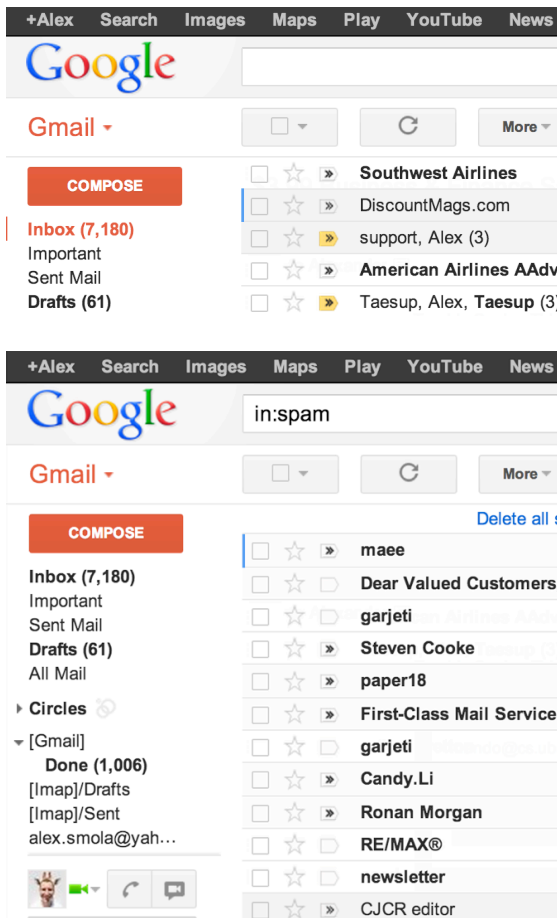 +Alex Search Images Maps Play YouTube News
Google
Gmail
More
COMPOSE
Inbox (7,180)
Important
Sent Mail
Drafts (61)
Southwest Airlines
DiscountMags.com
support, Alex (3)
American Airlines AAdv
Taesup, Alex, Taesup (3)
+Alex Search Images Maps Play YouTube News
Google
in:spam
Gmail
More
Delete all s
COMPOSE
Inbox (7,180)
Important
Sent Mail
Drafts (61)
All Mail
Circles
[Gmail]
Done (1,006)
[Imap]/Drafts
[Imap]/Sent
alex.smola@yah...
maee
Dear Valued Customers
garjeti
Steven Cooke
paper18
First-Class Mail Service
garjeti
Candy.Li
Ronan Morgan
RE/MAX®
newsletter
CJCR editor